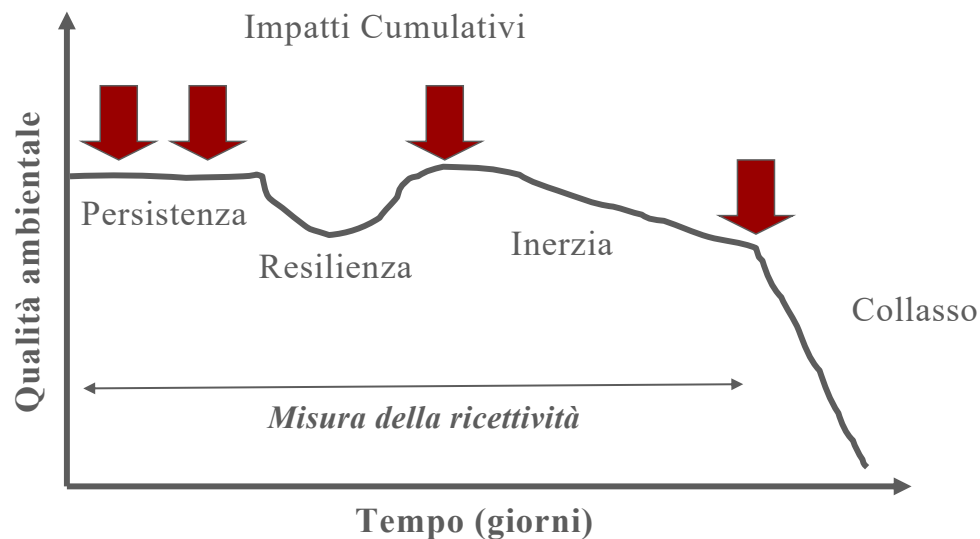 Impatti Cumulativi
Qualità ambientale
Persistenza
Resilienza
Inerzia
Collasso
Misura della ricettività
Tempo (giorni)